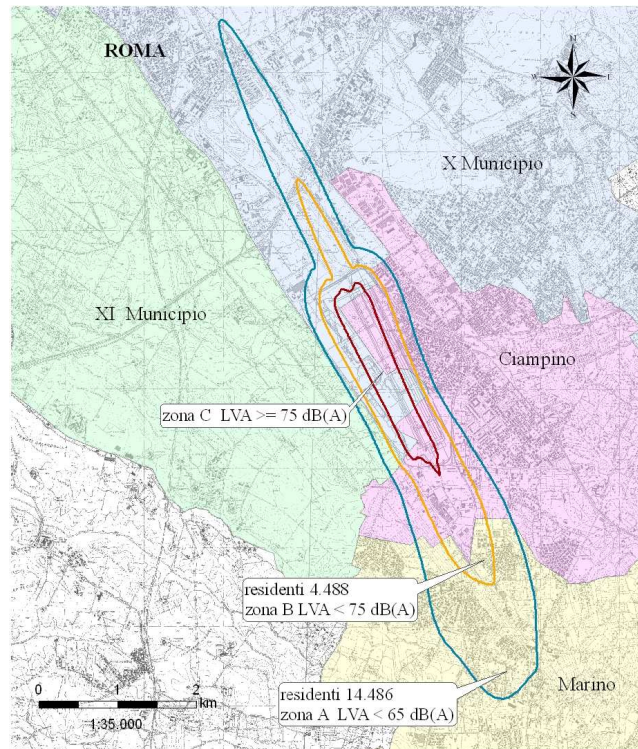 ROMA
N
X Municipio
XI Municipio
Ciampino
zona C LVA >= 75 dB(A)
residenti 4.488
zona B LVA < 75 dB(A)
residenti 14.486
zona A LVA < 65 dB(A)
Marino
0 1 2
km
1:35.000